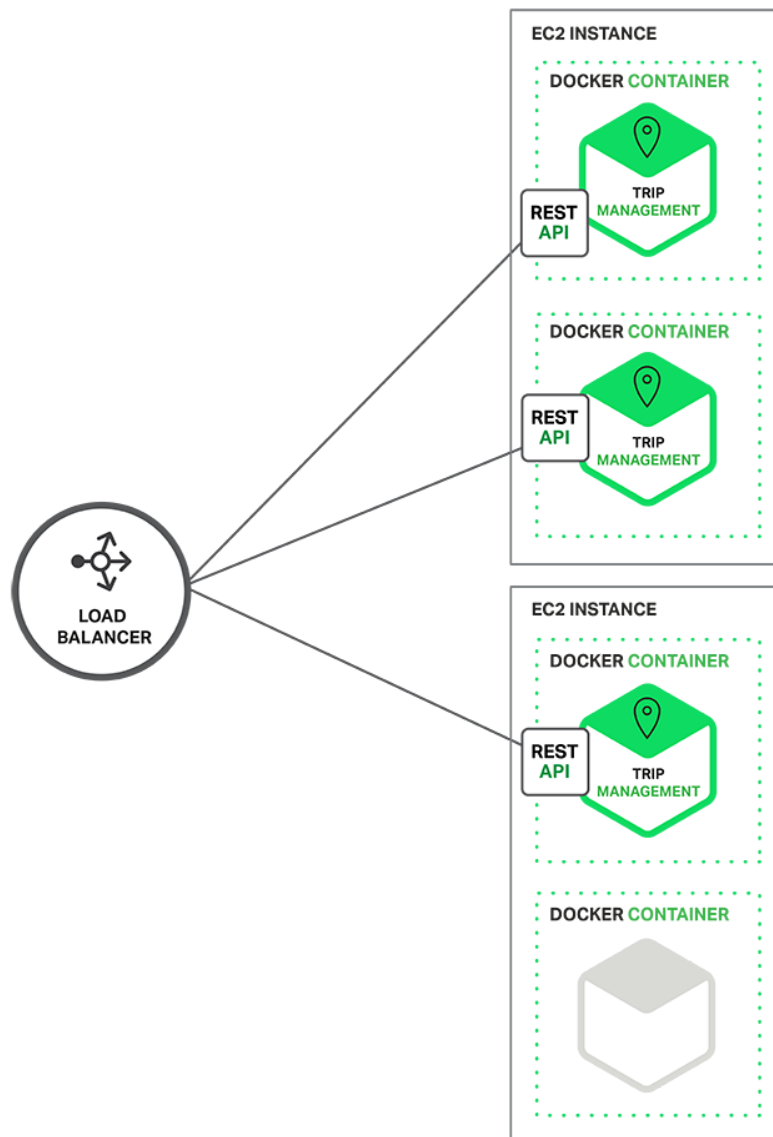 EC2 INSTANCE
DOCKER CONTAINER
TRIP
MANAGEMENT
REST
API
DOCKER CONTAINER
TRIP
MANAGEMENT
REST
API
LOAD
BALANCER
EC2 INSTANCE
DOCKER CONTAINER
TRIP
MANAGEMENT
REST
API
DOCKER CONTAINER